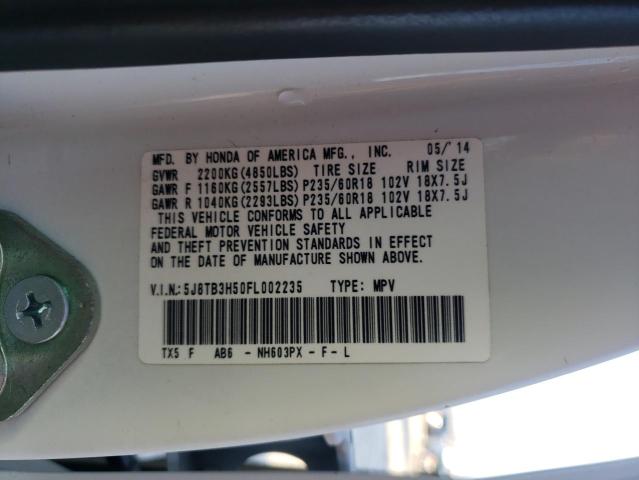 MFD. BY HONDA OF AMERICA MFG., INC. 05/'14
GVWR 2200KG(4850LBS) TIRE SIZE RIM SIZE
GAWR F 1160KG(2557LBS)P235/60R18 102V 18X7.5J
GAWR R 1040KG(2293LBS)P235/60R18 102V 18X7.5J
THIS VEHICLE CONFORMS TO ALL APPLICABLE
FEDERAL MOTOR VEHICLE SAFETY
AND THEFT PREVENTION STANDARDS IN EFFECT
ON THE DATE OF MANUFACTURE SHOWN ABOVE.
V.I.N.: 5J8TB3H50FL002235 TYPE: MPV
TX5 F AB6 - NH603PX - F - L